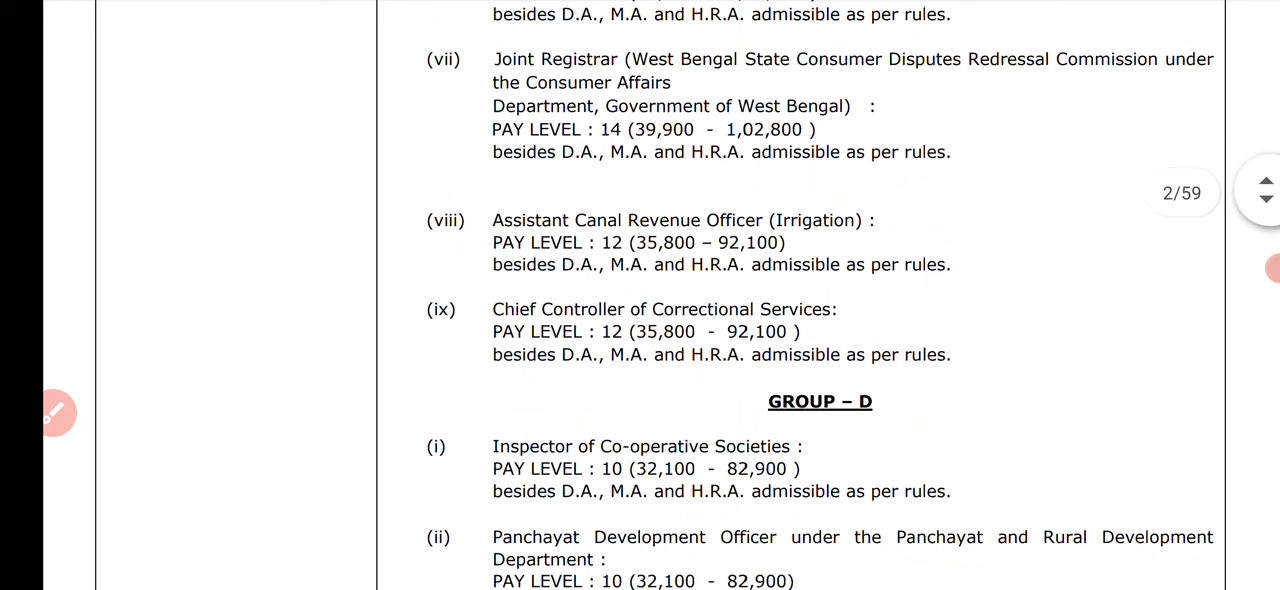 besides D.A., M.A. and H.R.A. admissible as per rules.
(vii) Joint Registrar (West Bengal State Consumer Disputes Redressal Commission under
the Consumer Affairs
Department, Government of West Bengal) :
PAY LEVEL : 14 (39,900 - 1,02,800 )
besides D.A., M.A. and H.R.A. admissible as per rules.
2/59
(viii) Assistant Canal Revenue Officer (Irrigation) :
PAY LEVEL : 12 (35,800 – 92,100)
besides D.A., M.A. and H.R.A. admissible as per rules.
(ix) Chief Controller of Correctional Services:
PAY LEVEL : 12 (35,800 - 92,100 )
besides D.A., M.A. and H.R.A. admissible as per rules.
GROUP – D
(i) Inspector of Co-operative Societies :
PAY LEVEL : 10 (32,100 - 82,900 )
besides D.A., M.A. and H.R.A. admissible as per rules.
(ii) Panchayat Development Officer under the Panchayat and Rural Development
Department :
PAY LEVEL : 10 (32,100 - 82,900)